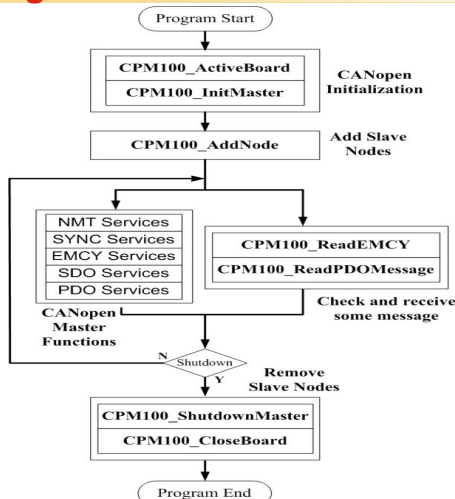 Program Start
CPM100_ActiveBoard
CPM100_InitMaster
CANopen
Initialization
CPM100_AddNode
Add Slave
Nodes
NMT Services
SYNC Services
EMCY Services
SDO Services
PDO Services
CANopen
Master
Functions
CPM100_ReadEMCY
CPM100_ReadPDOMessage
Check and receive
some message
N
Shutdown
Y
Remove
Slave Nodes
CPM100_ShutdownMaster
CPM100_CloseBoard
Program End